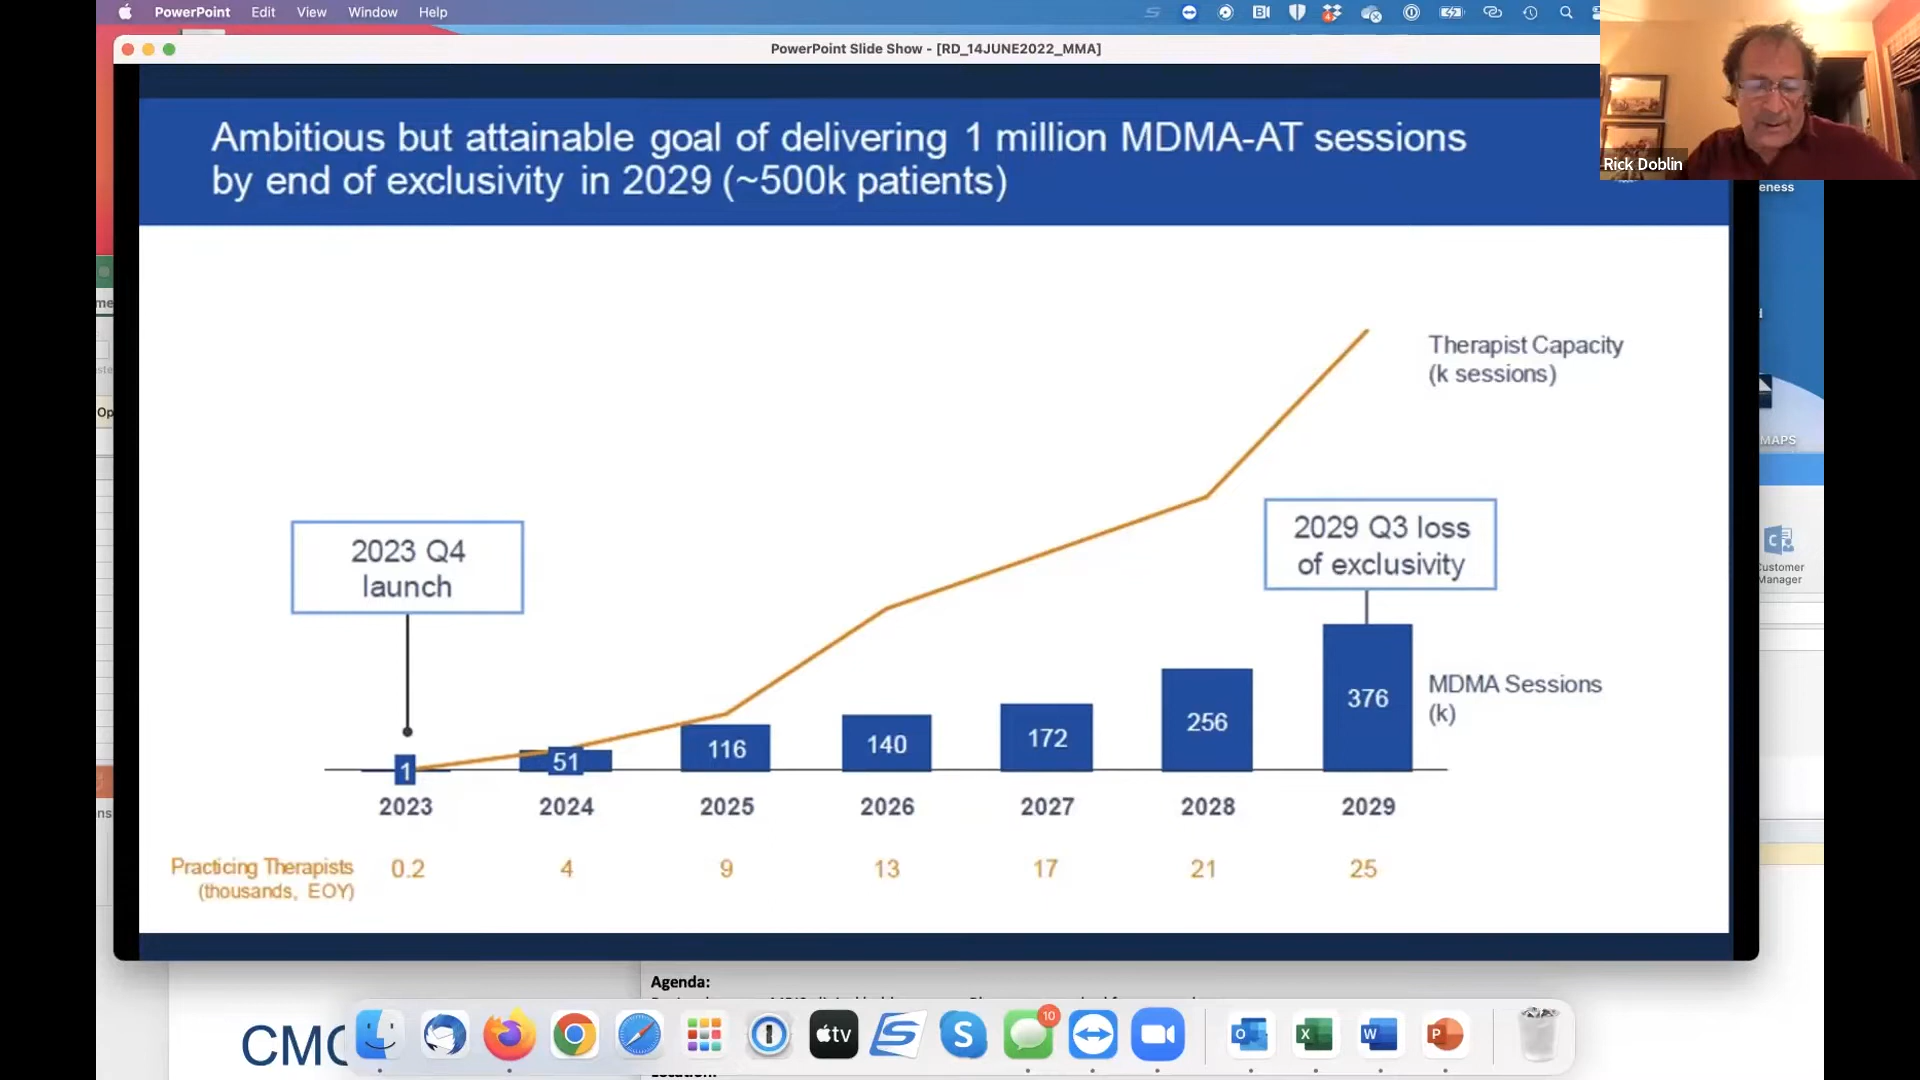 PowerPoint Edit View Window Help
PowerPoint Slide Show - [RD_14JUNE2022_MMA]
Rick Doblin
Ambitious but attainable goal of delivering 1 million MDMA-AT sessions
by end of exclusivity in 2029 (~500k patients)
eness
Therapist Capacity
(k sessions)
2023 Q4
launch
2029 Q3 loss
of exclusivity
MDMA Sessions
(k)
1 51 116 140 172 256 376
2023 2024 2025 2026 2027 2028 2029
Practicing Therapists
(thousands, EOY)
0.2 4 9 13 17 21 25
me
Op
MAPS
Customer
Manager
Agenda:
CMC
10
tv